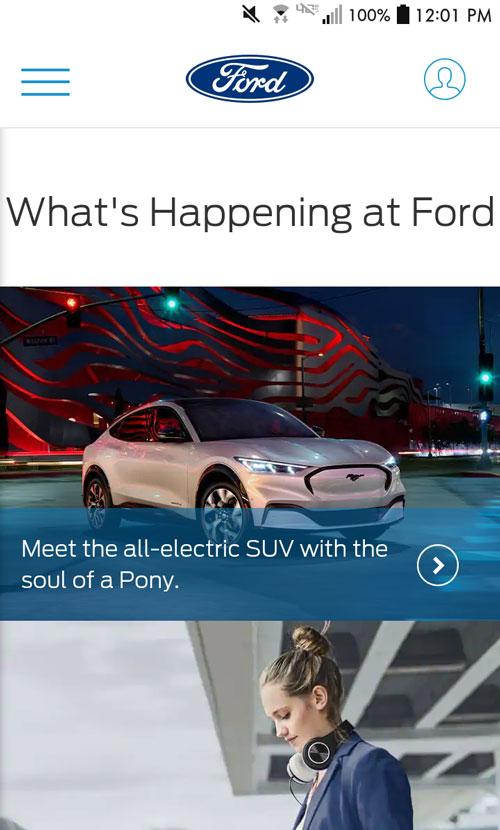 100% 12:01 PM
Ford
What's Happening at Ford
Meet the all-electric SUV with the
soul of a Pony.